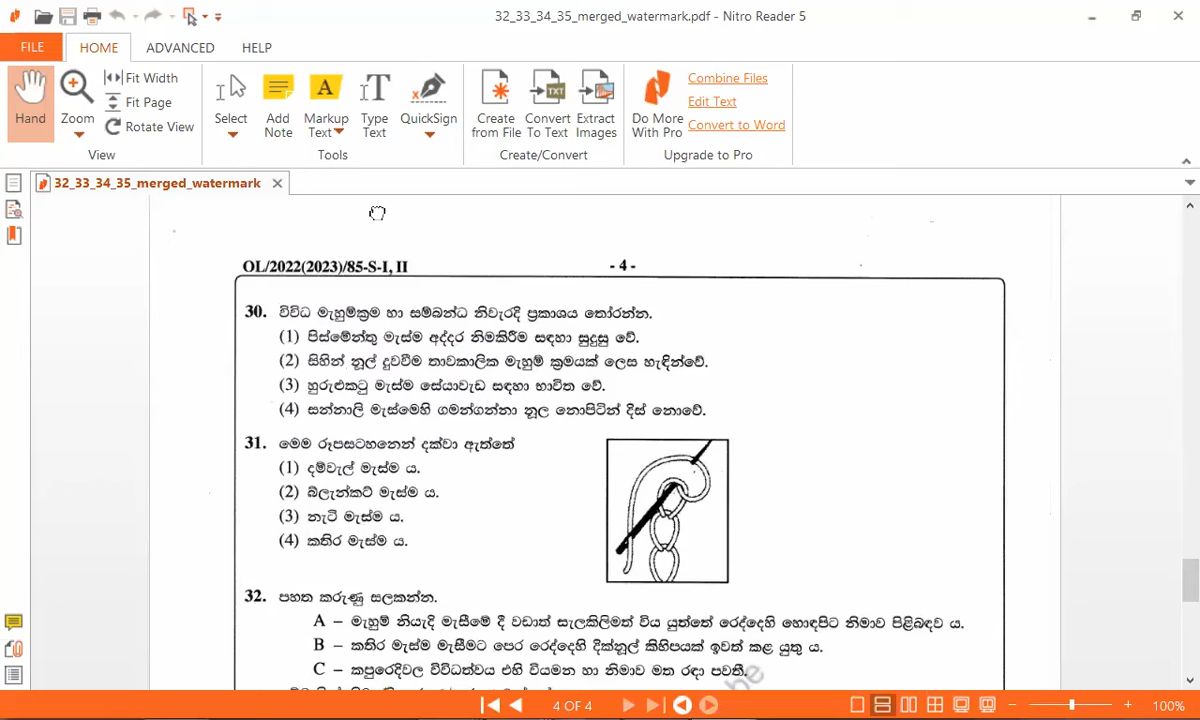 32_33_34_35_merged_watermark.pdf - Nitro Reader 5
FILE HOME ADVANCED HELP
Hand
Zoom
Fit Width
Fit Page
Rotate View
View
Select
Add Note
Markup Text
Type Text
QuickSign
Tools
Create from File
Convert To Text
Extract Images
Create/Convert
Do More With Pro
Combine Files
Edit Text
Convert to Word
Upgrade to Pro
32_33_34_35_merged_watermark
OL/2022(2023)/85-S-I, II - 4 -
30. විවිධ මැහුම්ක්‍රම හා සම්බන්ධ නිවැරදි ප්‍රකාශය තෝරන්න.
(1) පිස්මේන්තු මැස්ම අද්දර නිමකිරීම සඳහා සුදුසු වේ.
(2) සිහින් නූල් දුවවීම තාවකාලික මැහුම් ක්‍රමයක් ලෙස හැඳින්වේ.
(3) හුරුළුකටු මැස්ම සේයාවැඩ සඳහා භාවිත වේ.
(4) සන්නාලි මැස්මෙහි ගමන්ගන්නා නූල නොපිටින් දිස් නොවේ.
31. මෙම රූපසටහනෙන් දක්වා ඇත්තේ
(1) දම්වැල් මැස්ම ය.
(2) බ්ලැන්කට් මැස්ම ය.
(3) නැටි මැස්ම ය.
(4) කතිර මැස්ම ය.
32. පහත කරුණු සලකන්න.
A – මැහුම් නියැදි මැසීමේ දී වඩාත් සැලකිලිමත් විය යුත්තේ රෙද්දෙහි හොඳපිට නිමාව පිළිබඳව ය.
B – කතිර මැස්ම මැසීමට පෙර රෙද්දෙහි දික්නූල් කිහිපයක් ඉවත් කළ යුතු ය.
C – කපුරෙදිවල විවිධත්වය එහි වියමන හා නිමාව මත රඳා පවතී.
be
4 OF 4
100%